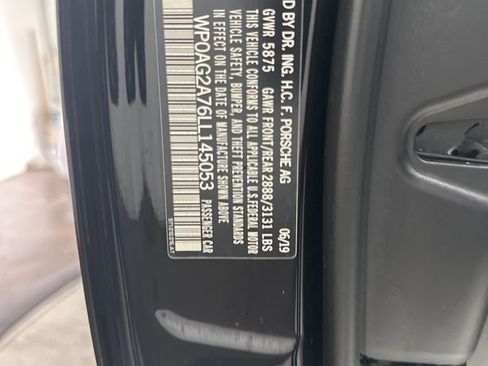 D BY DR. ING. H.C. F. PORSCHE AG 06/19
GVWR 5875 GAWR FRONT/REAR 2888/3131 LBS
THIS VEHICLE CONFORMS TO ALL APPLICABLE U.S.FEDERAL MOTOR
VEHICLE SAFETY, BUMPER, AND THEFT PREVENTION STANDARDS
IN EFFECT ON THE DATE OF MANUFACTURE SHOWN ABOVE
WP0AG2A76LL145053 PASSENGER CAR